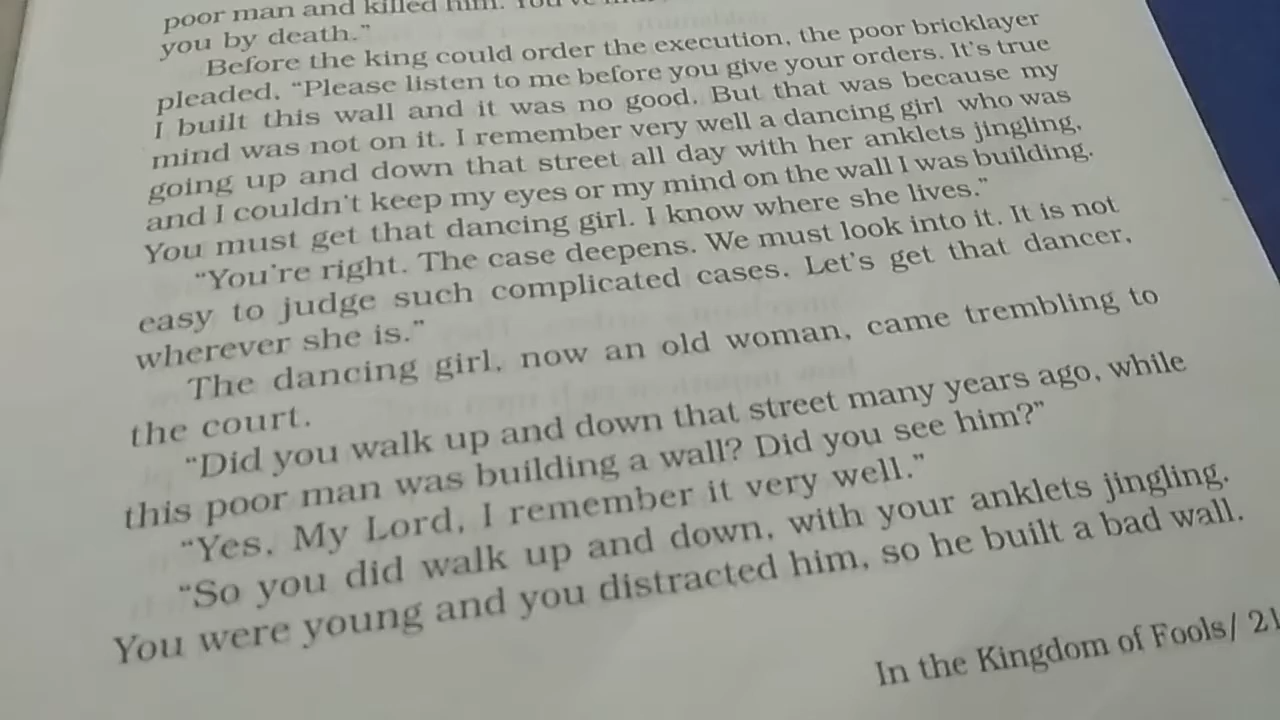 poor man and killed him. You've
you by death."
Before the king could order the execution, the poor bricklayer
pleaded, "Please listen to me before you give your orders. It's true
I built this wall and it was no good. But that was because my
mind was not on it. I remember very well a dancing girl who was
going up and down that street all day with her anklets jingling,
and I couldn't keep my eyes or my mind on the wall I was building.
You must get that dancing girl. I know where she lives."
"You're right. The case deepens. We must look into it. It is not
easy to judge such complicated cases. Let's get that dancer,
wherever she is."
The dancing girl, now an old woman, came trembling to
the court.
"Did you walk up and down that street many years ago, while
this poor man was building a wall? Did you see him?"
"Yes, My Lord, I remember it very well."
"So you did walk up and down, with your anklets jingling.
You were young and you distracted him, so he built a bad wall.
In the Kingdom of Fools/ 21